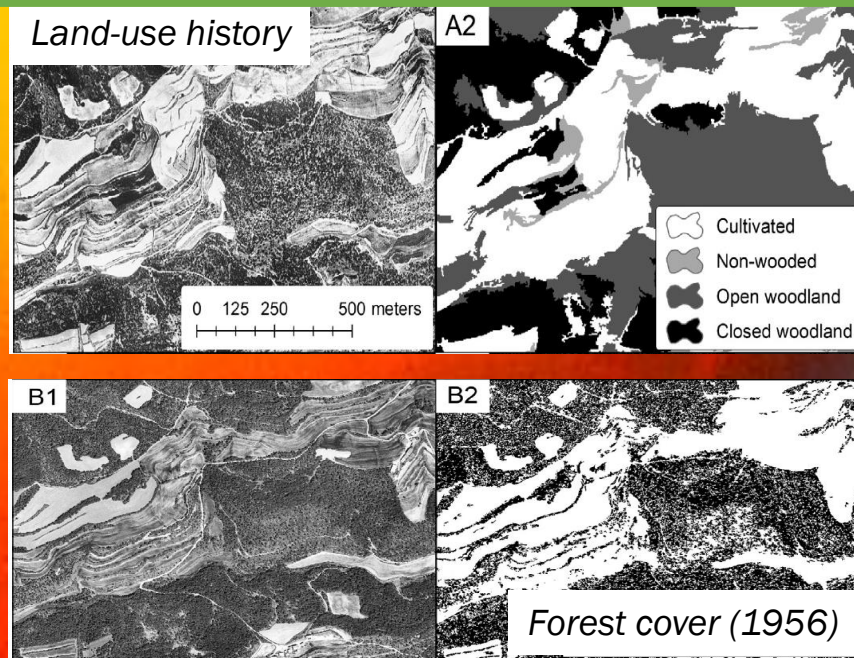 Land-use history
A2
Cultivated
Non-wooded
Open woodland
Closed woodland
0 125 250 500 meters
B1
B2
Forest cover (1956)